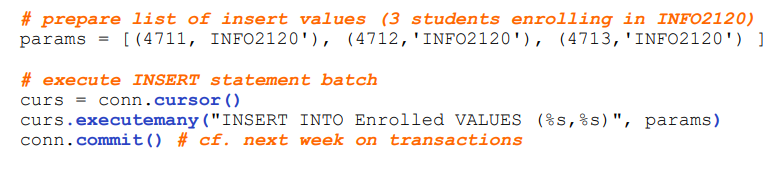 # prepare list of insert values (3 students enrolling in INFO2120)
params = [(4711, INFO2120'), (4712,'INFO2120'), (4713,'INFO2120') ]
# execute INSERT statement batch
curs = conn.cursor()
curs.executemany("INSERT INTO Enrolled VALUES (%s,%s)", params)
conn.commit() # cf. next week on transactions